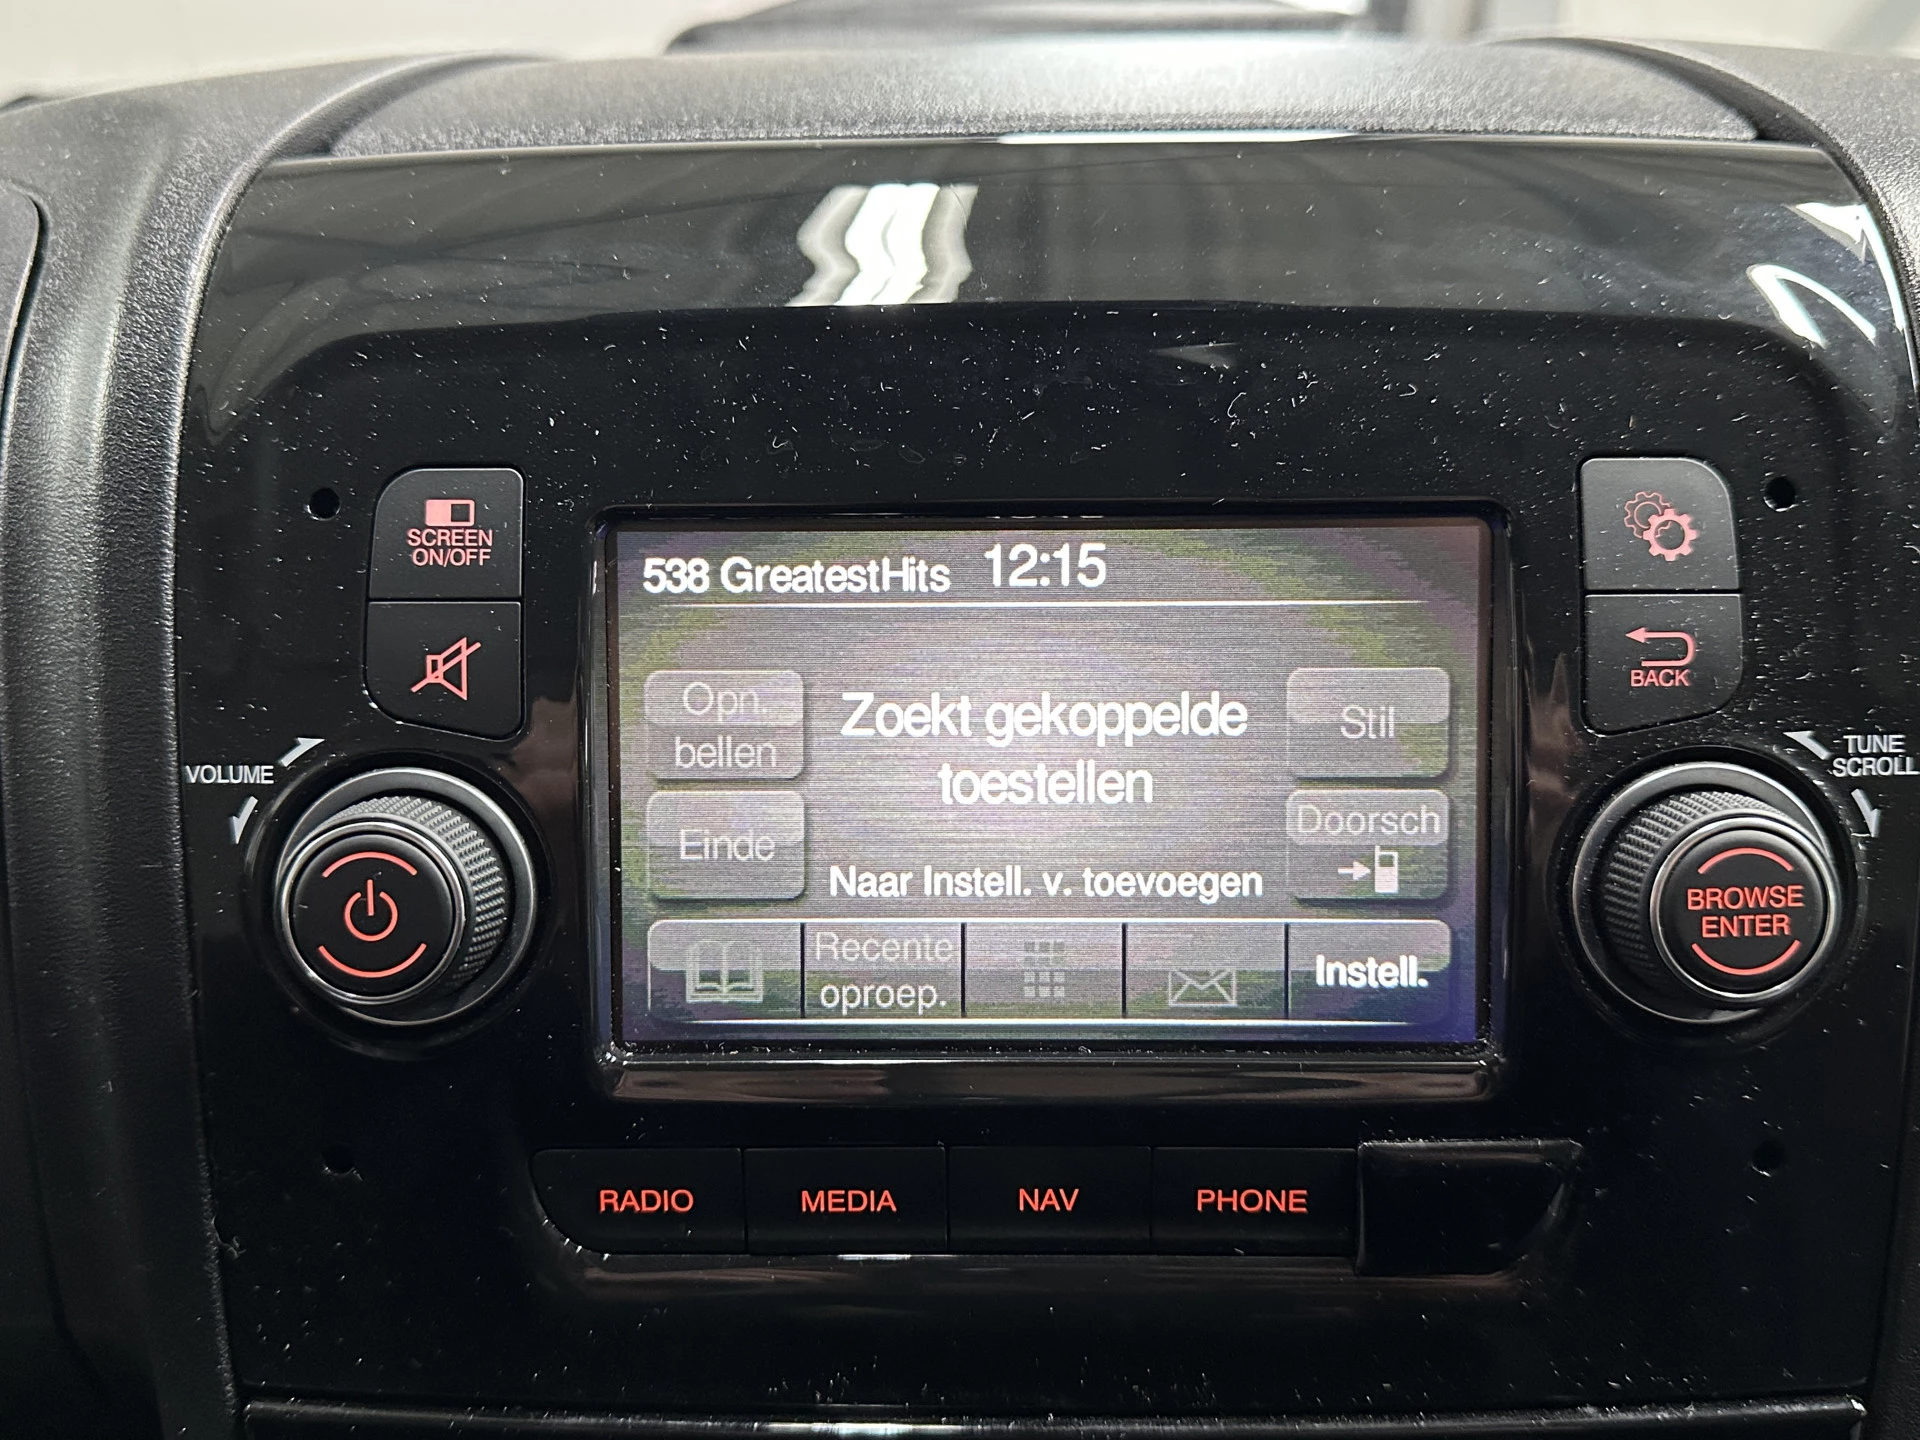 SCREEN
ON/OFF
VOLUME
538 GreatestHits 12:15
Opn.
bellen
Zoekt gekoppelde
toestellen
Stil
Einde
Doorsch
Naar Instell. v. toevoegen
Recente
oproep.
Instell.
BACK
TUNE
SCROLL
BROWSE
ENTER
RADIO MEDIA NAV PHONE